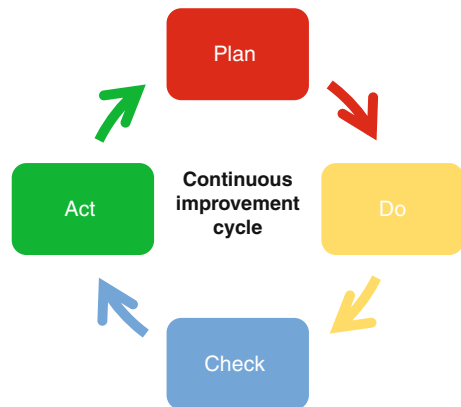 Plan
Act
Continuous
improvement
cycle
Do
Check